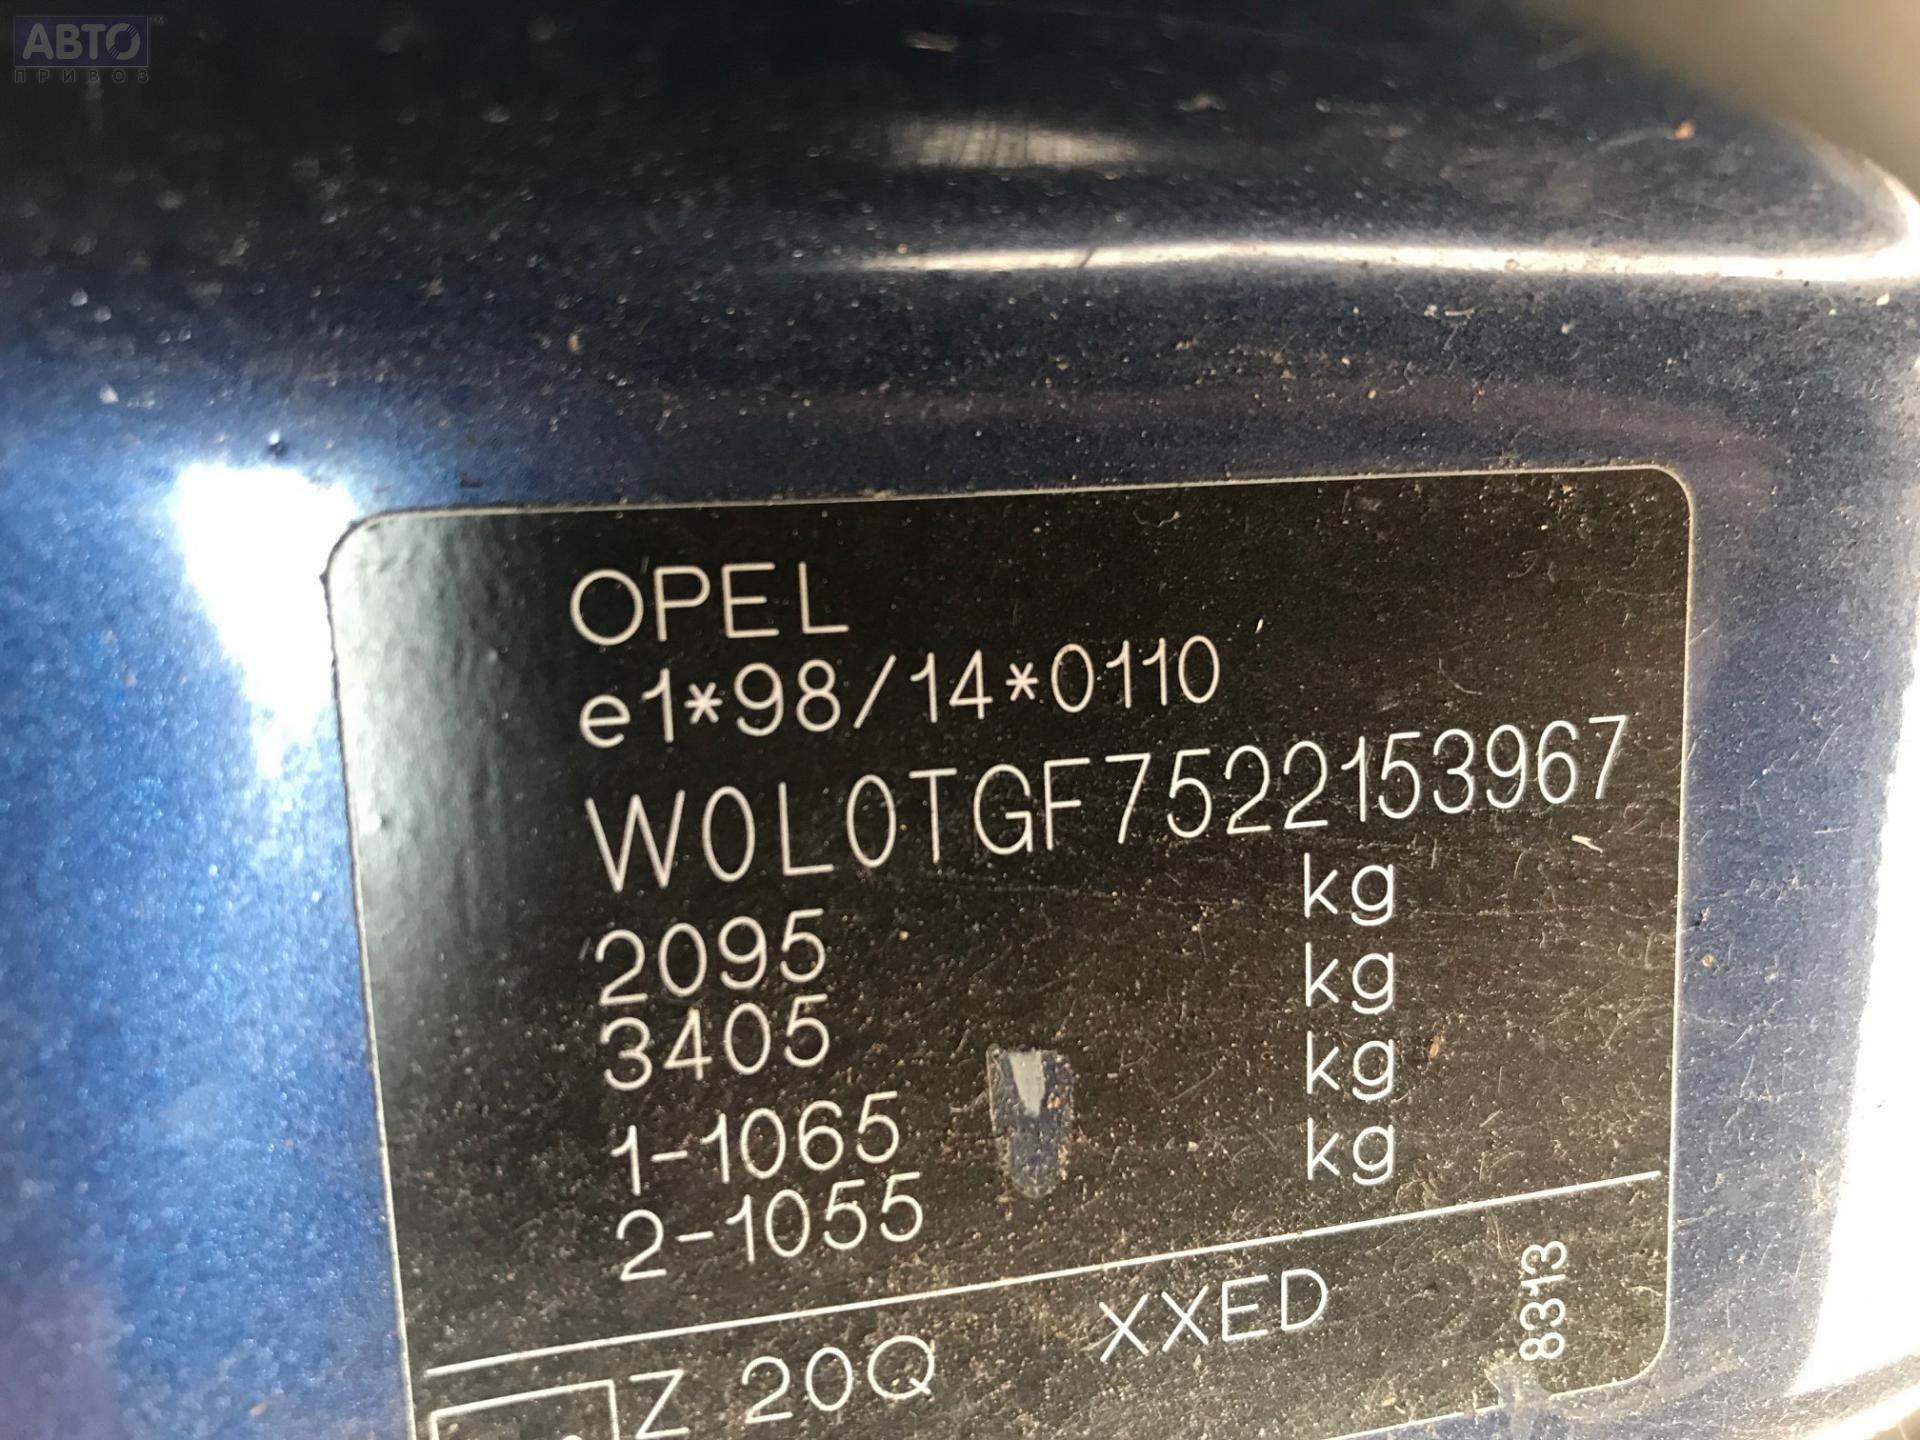 АВТО
ПРИВОЗ
OPEL
e1*98/14*0110
W0L0TGF7522153967
kg
2095 kg
3405 kg
1-1065 kg
2-1055
Z 20Q XXED 8313